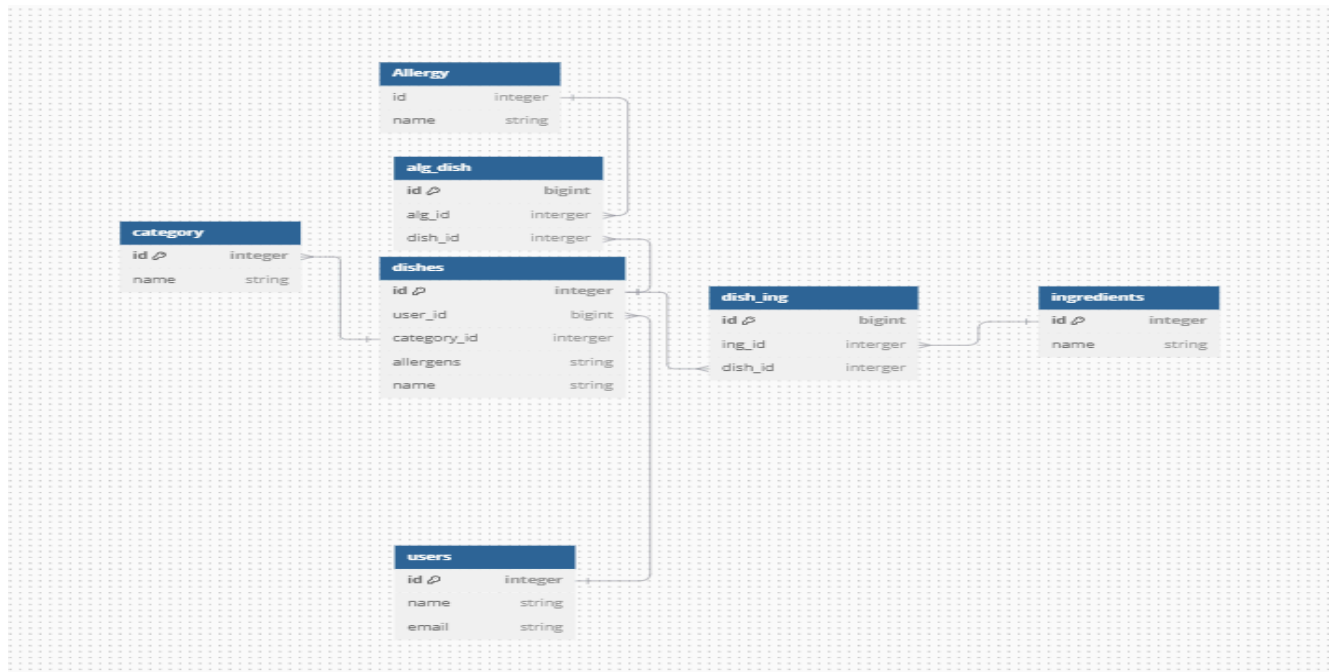 Allergy
id integer
name string
alg_dish
id bigint
alg_id interger
dish_id interger
category
id integer
name string
dishes
id integer
user_id bigint
category_id interger
allergens string
name string
dish_ing
id bigint
ing_id interger
dish_id interger
ingredients
id integer
name string
users
id integer
name string
email string